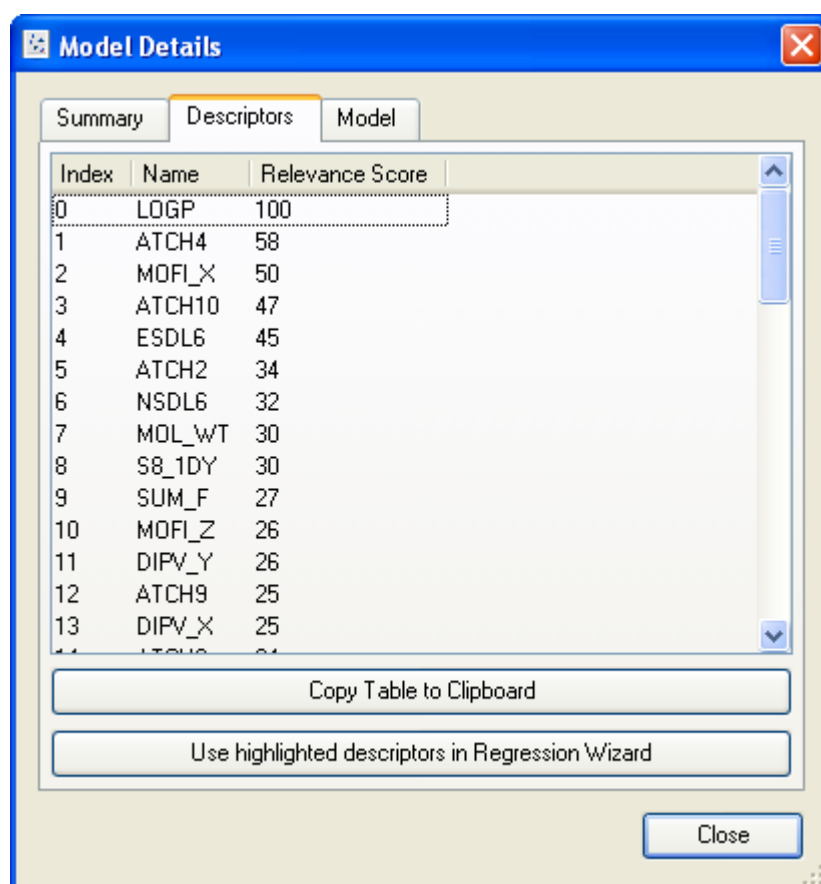 Model Details
Summary Descriptors Model
Index Name Relevance Score
0 LOGP 100
1 ATCH4 58
2 MOFI_X 50
3 ATCH10 47
4 ESDL6 45
5 ATCH2 34
6 NSDL6 32
7 MOL_WT 30
8 S8_1DY 30
9 SUM_F 27
10 MOFI_Z 26
11 DIPV_Y 26
12 ATCH9 25
13 DIPV_X 25
Copy Table to Clipboard
Use highlighted descriptors in Regression Wizard
Close